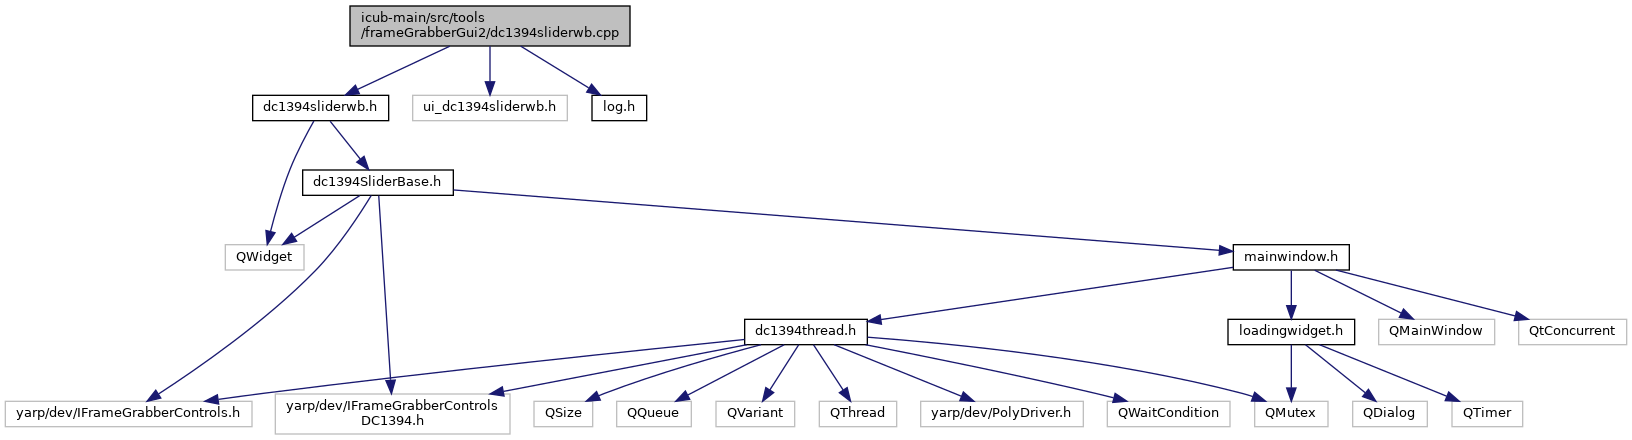 icub-main/src/tools
/frameGrabberGui2/dc1394sliderwb.cpp
dc1394sliderwb.h
ui_dc1394sliderwb.h
log.h
dc1394SliderBase.h
QWidget
mainwindow.h
dc1394thread.h
loadingwidget.h
QMainWindow
QtConcurrent
yarp/dev/IFrameGrabberControls.h
yarp/dev/IFrameGrabberControls
DC1394.h
QSize
QQueue
QVariant
QThread
yarp/dev/PolyDriver.h
QWaitCondition
QMutex
QDialog
QTimer